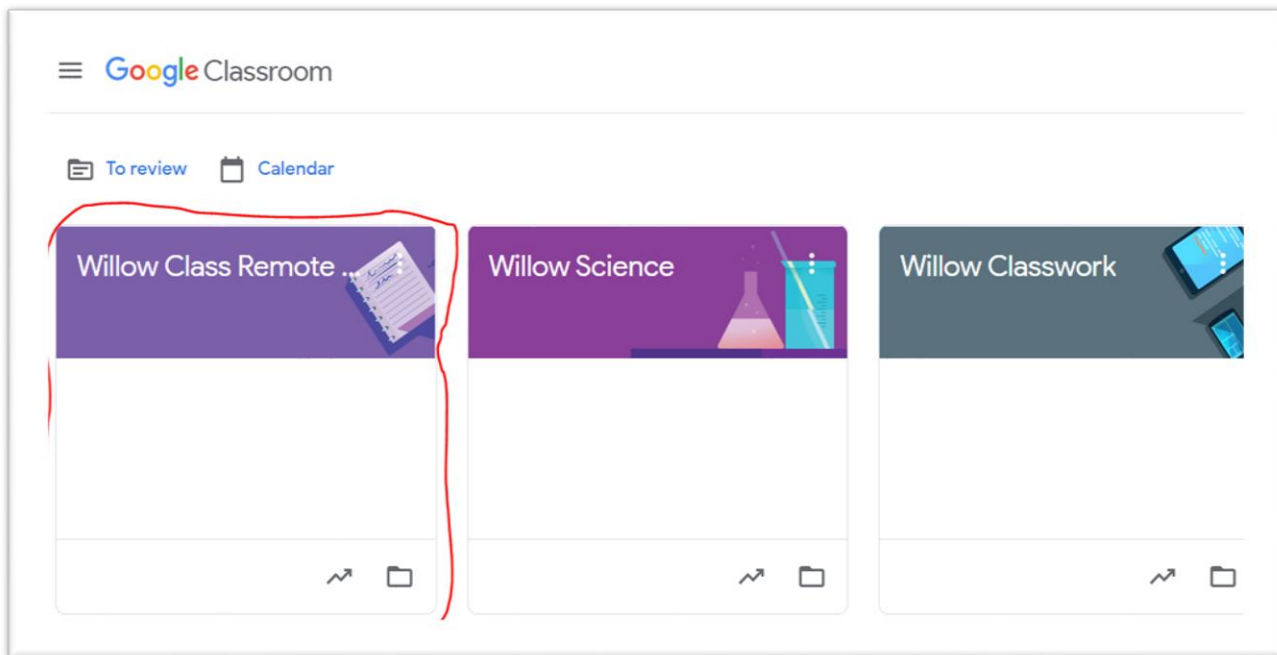 Google Classroom
To review Calendar
Willow Class Remote ...
Willow Science
Willow Classwork